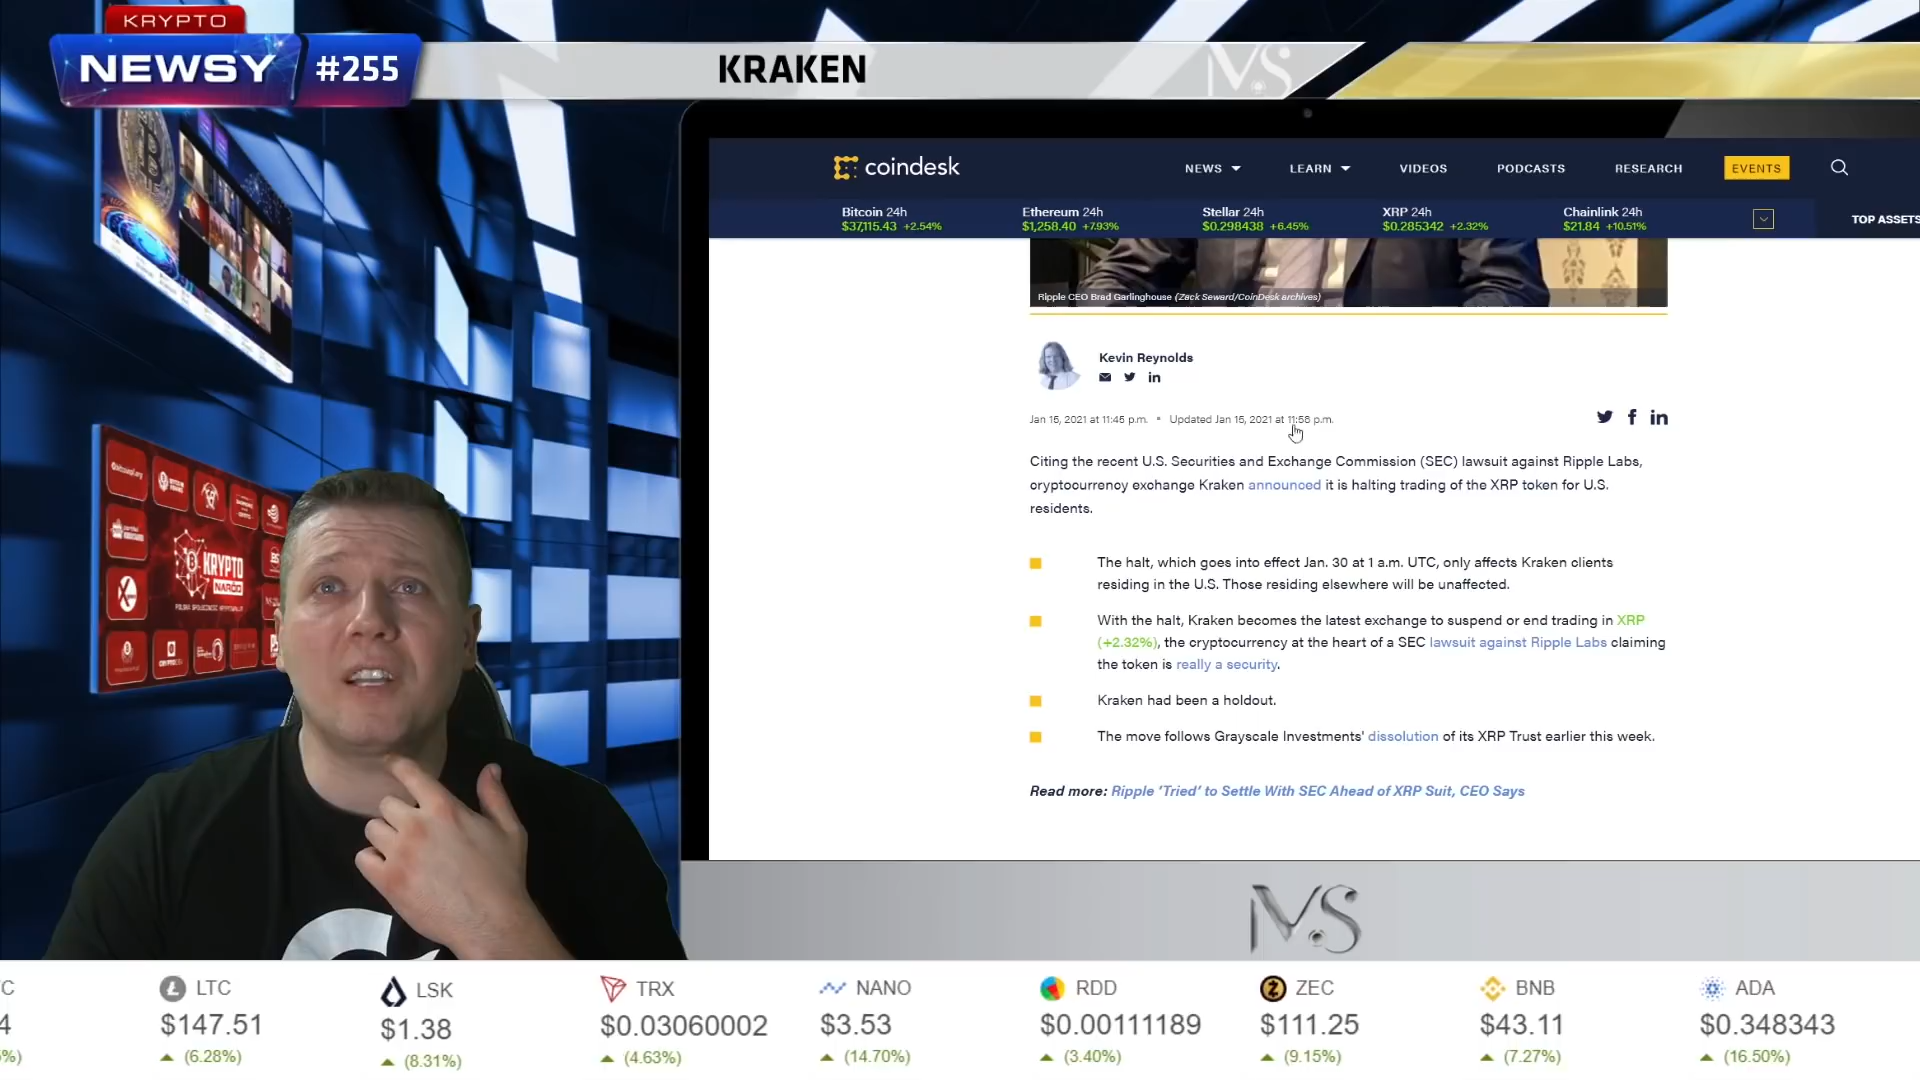 KRYPTO
NEWSY #255
KRAKEN
MS
coindesk
NEWS
LEARN
VIDEOS
PODCASTS
RESEARCH
EVENTS
Bitcoin 24h
$37,115.43 +2.54%
Ethereum 24h
$1,258.40 +7.93%
Stellar 24h
$0.298438 +6.45%
XRP 24h
$0.285342 +2.32%
Chainlink 24h
$21.84 +10.51%
TOP ASSETS
Ripple CEO Brad Garlinghouse (Zack Seward/CoinDesk archives)
Kevin Reynolds
Jan 15, 2021 at 11:45 p.m. • Updated Jan 15, 2021 at 11:58 p.m.
Citing the recent U.S. Securities and Exchange Commission (SEC) lawsuit against Ripple Labs,
cryptocurrency exchange Kraken announced it is halting trading of the XRP token for U.S.
residents.
The halt, which goes into effect Jan. 30 at 1 a.m. UTC, only affects Kraken clients
residing in the U.S. Those residing elsewhere will be unaffected.
With the halt, Kraken becomes the latest exchange to suspend or end trading in XRP
(+2.32%), the cryptocurrency at the heart of a SEC lawsuit against Ripple Labs claiming
the token is really a security.
Kraken had been a holdout.
The move follows Grayscale Investments' dissolution of its XRP Trust earlier this week.
Read more: Ripple ‘Tried’ to Settle With SEC Ahead of XRP Suit, CEO Says
KRYPTO
NARÓD
MS
C
4
%)
LTC
$147.51
(6.28%)
LSK
$1.38
(8.31%)
TRX
$0.03060002
(4.63%)
NANO
$3.53
(14.70%)
RDD
$0.00111189
(3.40%)
ZEC
$111.25
(9.15%)
BNB
$43.11
(7.27%)
ADA
$0.348343
(16.50%)